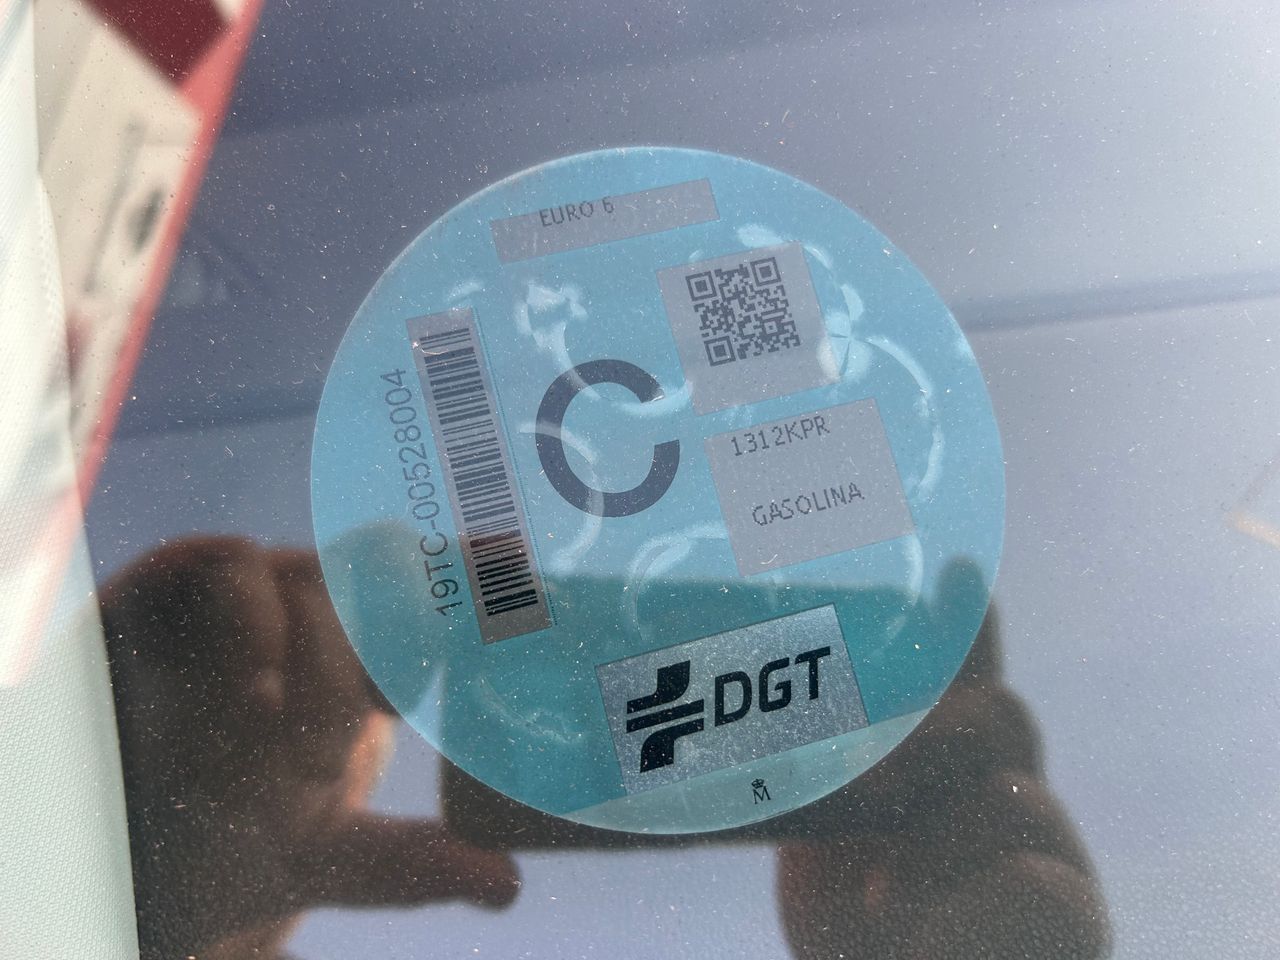 EURO 6
19TC-00528004
C
1312KPR
GASOLINA
DGT
M